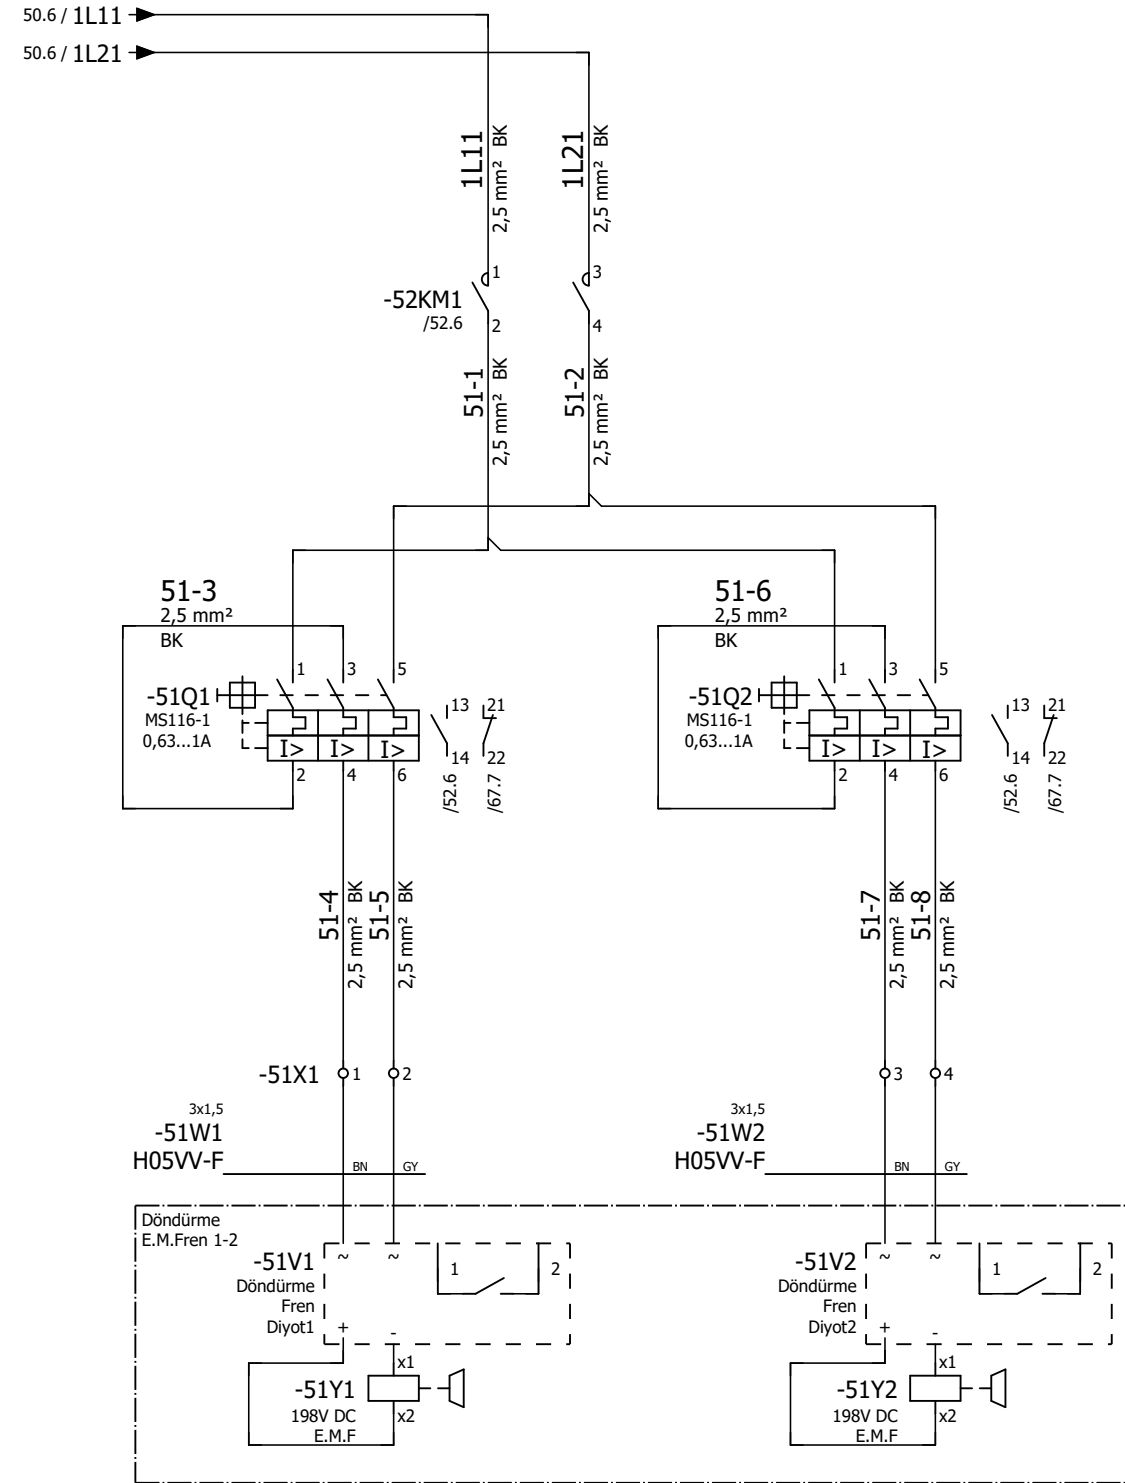 50.6 / 1L11
50.6 / 1L21
1L11
2,5 mm² BK
1L21
2,5 mm² BK
-52KM1
/52.6
1
2
3
4
51-1
2,5 mm² BK
51-2
2,5 mm² BK
51-3
2,5 mm²
BK
51-6
2,5 mm²
BK
-51Q1
MS116-1
0,63...1A
1 3 5
I> I> I>
2 4 6
13 21
14 22
/52.6
/67.7
-51Q2
MS116-1
0,63...1A
1 3 5
I> I> I>
2 4 6
13 21
14 22
/52.6
/67.7
51-4
2,5 mm² BK
51-5
2,5 mm² BK
51-7
2,5 mm² BK
51-8
2,5 mm² BK
-51X1
1
2
3
4
3x1,5
-51W1
H05VV-F
BN
GY
3x1,5
-51W2
H05VV-F
BN
GY
Döndürme
E.M.Fren 1-2
-51V1
Döndürme
Fren
Diyot1
~ ~
1 2
+ -
-51Y1
198V DC
E.M.F
x1
x2
-51V2
Döndürme
Fren
Diyot2
~ ~
1 2
+ -
-51Y2
198V DC
E.M.F
x1
x2